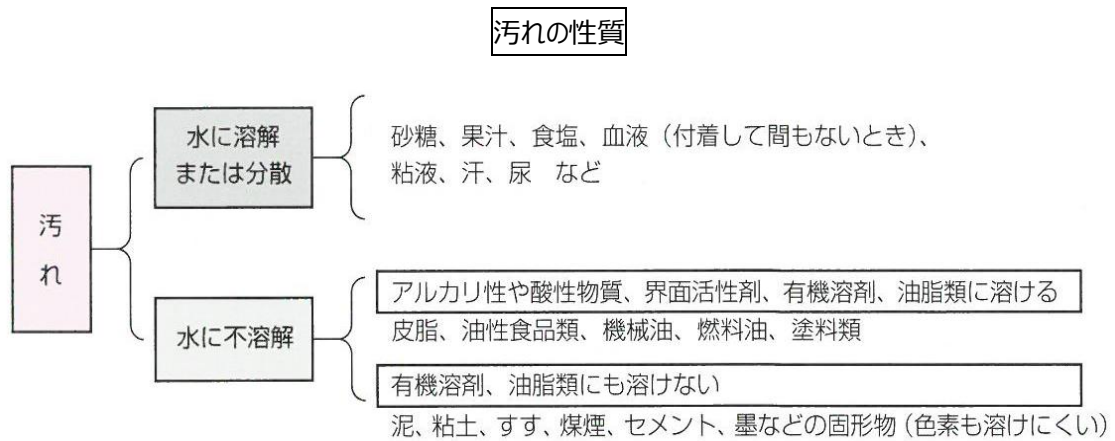 汚れの性質
汚れ
水に溶解
または分散
砂糖、果汁、食塩、血液（付着して間もないとき）、
粘液、汗、尿　など
水に不溶解
アルカリ性や酸性物質、界面活性剤、有機溶剤、油脂類に溶ける
皮脂、油性食品類、機械油、燃料油、塗料類
有機溶剤、油脂類にも溶けない
泥、粘土、すす、煤煙、セメント、墨などの固形物（色素も溶けにくい）